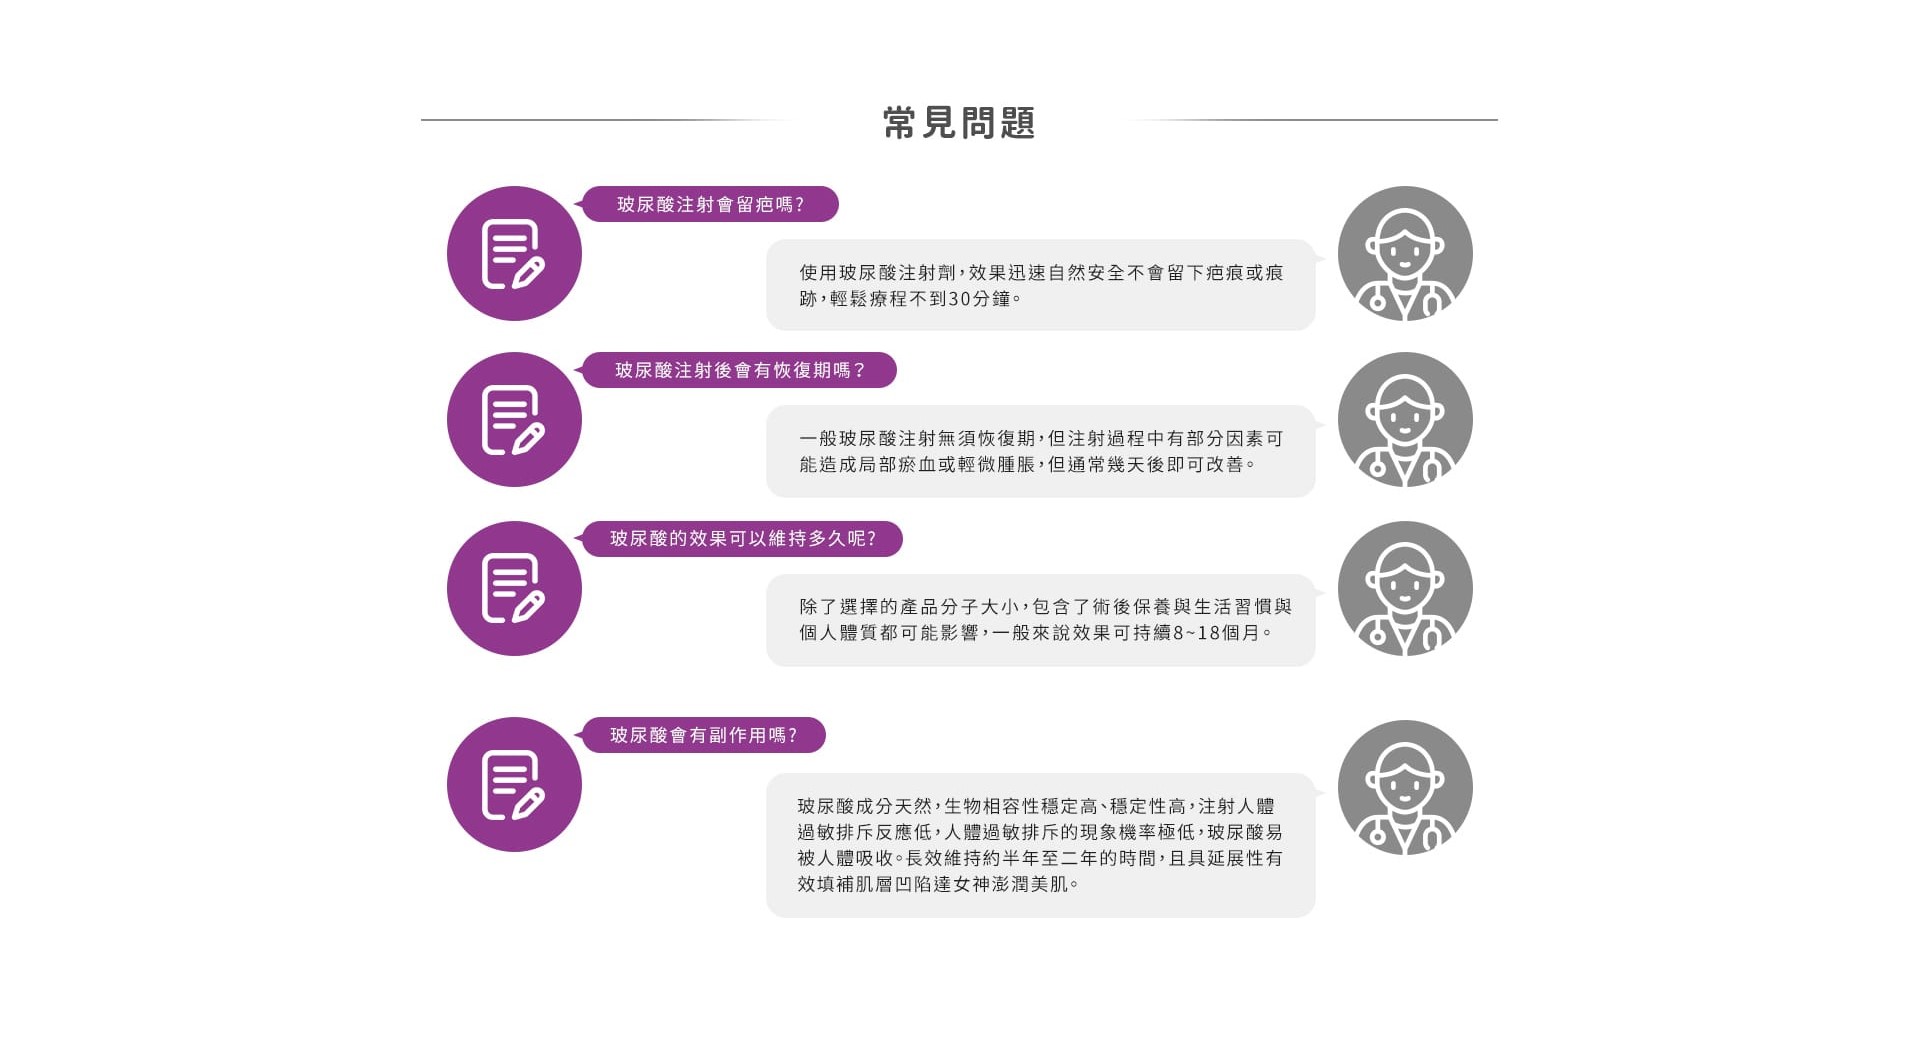 常見問題
玻尿酸注射會留疤嗎?
使用玻尿酸注射劑，效果迅速自然安全不會留下疤痕或痕
跡，輕鬆療程不到30分鐘。
玻尿酸注射後會有恢復期嗎？
一般玻尿酸注射無須恢復期，但注射過程中有部分因素可
能造成局部瘀血或輕微腫脹，但通常幾天後即可改善。
玻尿酸的效果可以維持多久呢?
除了選擇的產品分子大小，包含了術後保養與生活習慣與
個人體質都可能影響，一般來說效果可持續8~18個月。
玻尿酸會有副作用嗎?
玻尿酸成分天然，生物相容性穩定高、穩定性高，注射人體
過敏排斥反應低，人體過敏排斥的現象機率極低，玻尿酸易
被人體吸收。長效維持約半年至二年的時間，且具延展性有
效填補肌層凹陷達女神澎潤美肌。